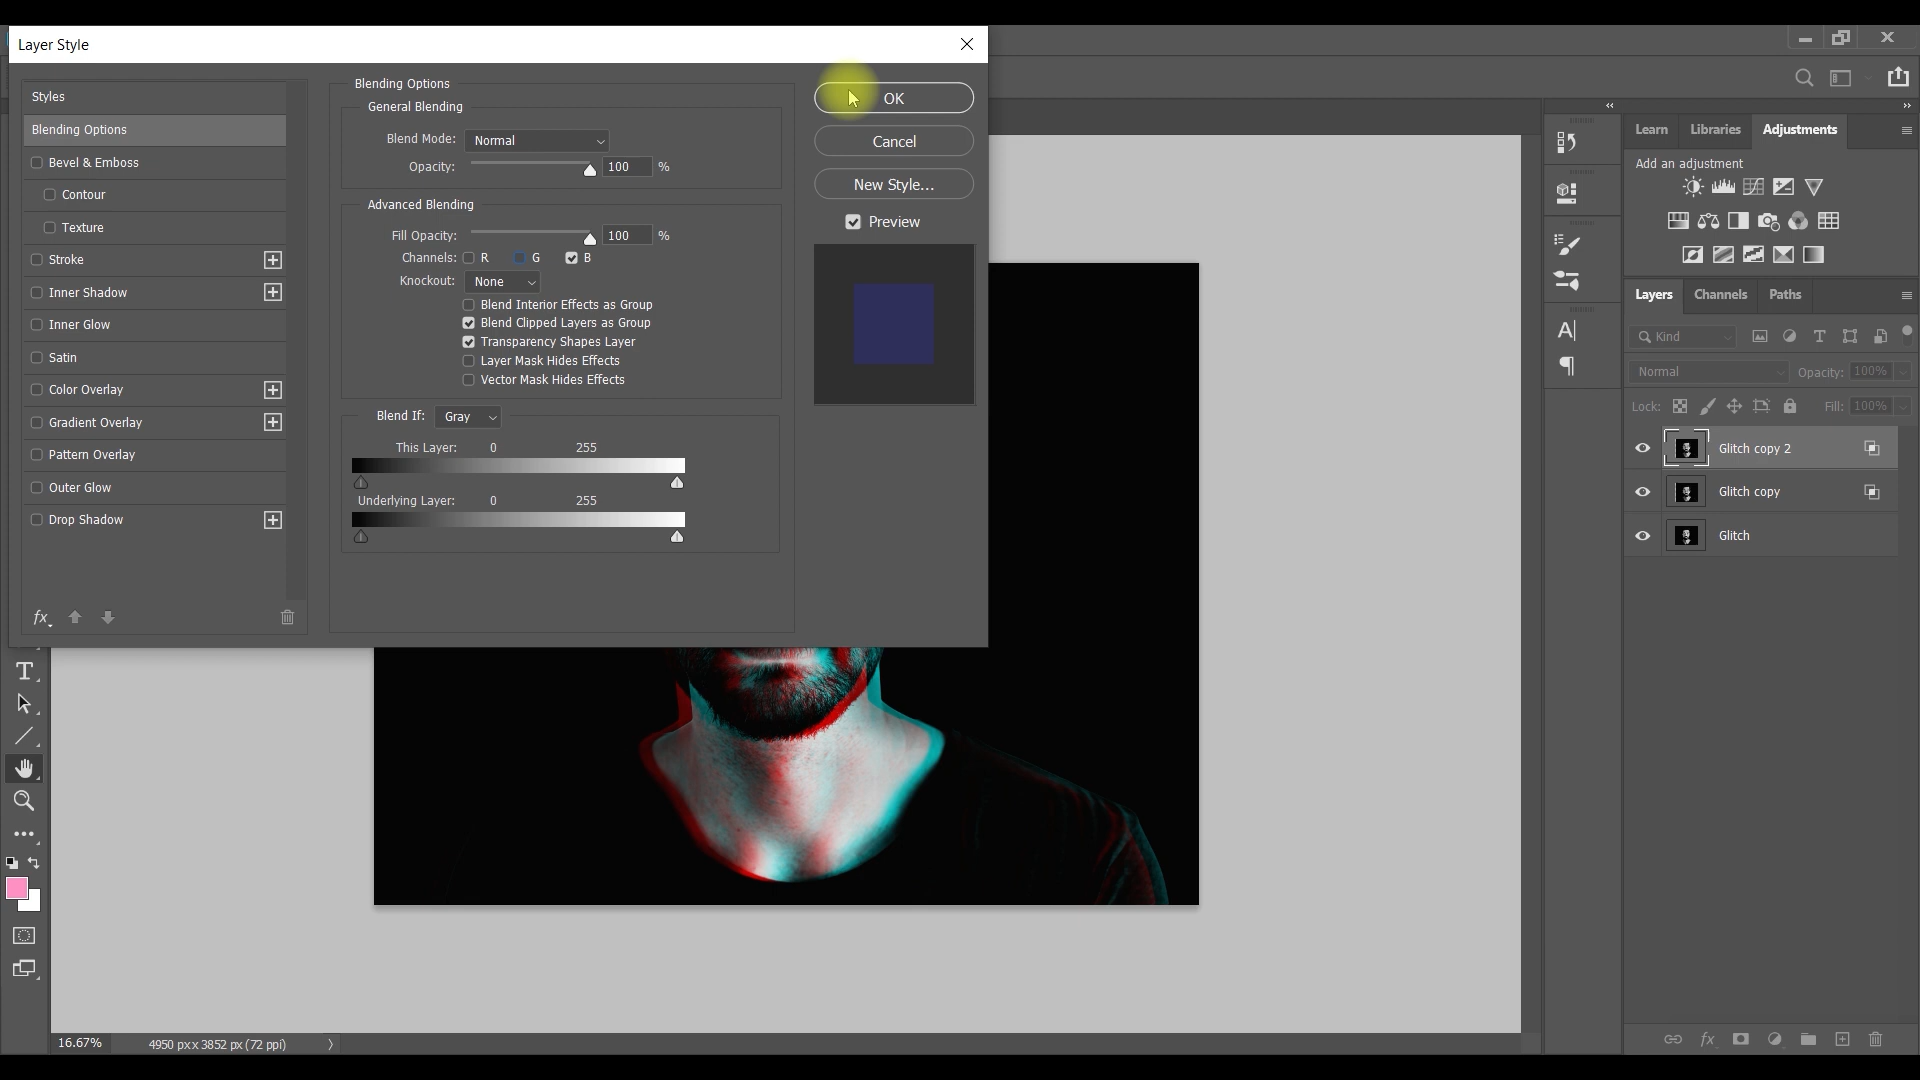 Layer Style
Styles
Blending Options
Bevel & Emboss
Contour
Texture
Stroke
Inner Shadow
Inner Glow
Satin
Color Overlay
Gradient Overlay
Pattern Overlay
Outer Glow
Drop Shadow
fx
Blending Options
General Blending
Blend Mode: Normal
Opacity: 100 %
Advanced Blending
Fill Opacity: 100 %
Channels: R G B
Knockout: None
Blend Interior Effects as Group
Blend Clipped Layers as Group
Transparency Shapes Layer
Layer Mask Hides Effects
Vector Mask Hides Effects
Blend If: Gray
This Layer: 0 255
Underlying Layer: 0 255
OK
Cancel
New Style...
Preview
Learn Libraries Adjustments
Add an adjustment
Layers Channels Paths
Kind
Normal Opacity: 100%
Lock: Fill: 100%
Glitch copy 2
Glitch copy
Glitch
fx
16.67% 4950 px x 3852 px (72 ppi)